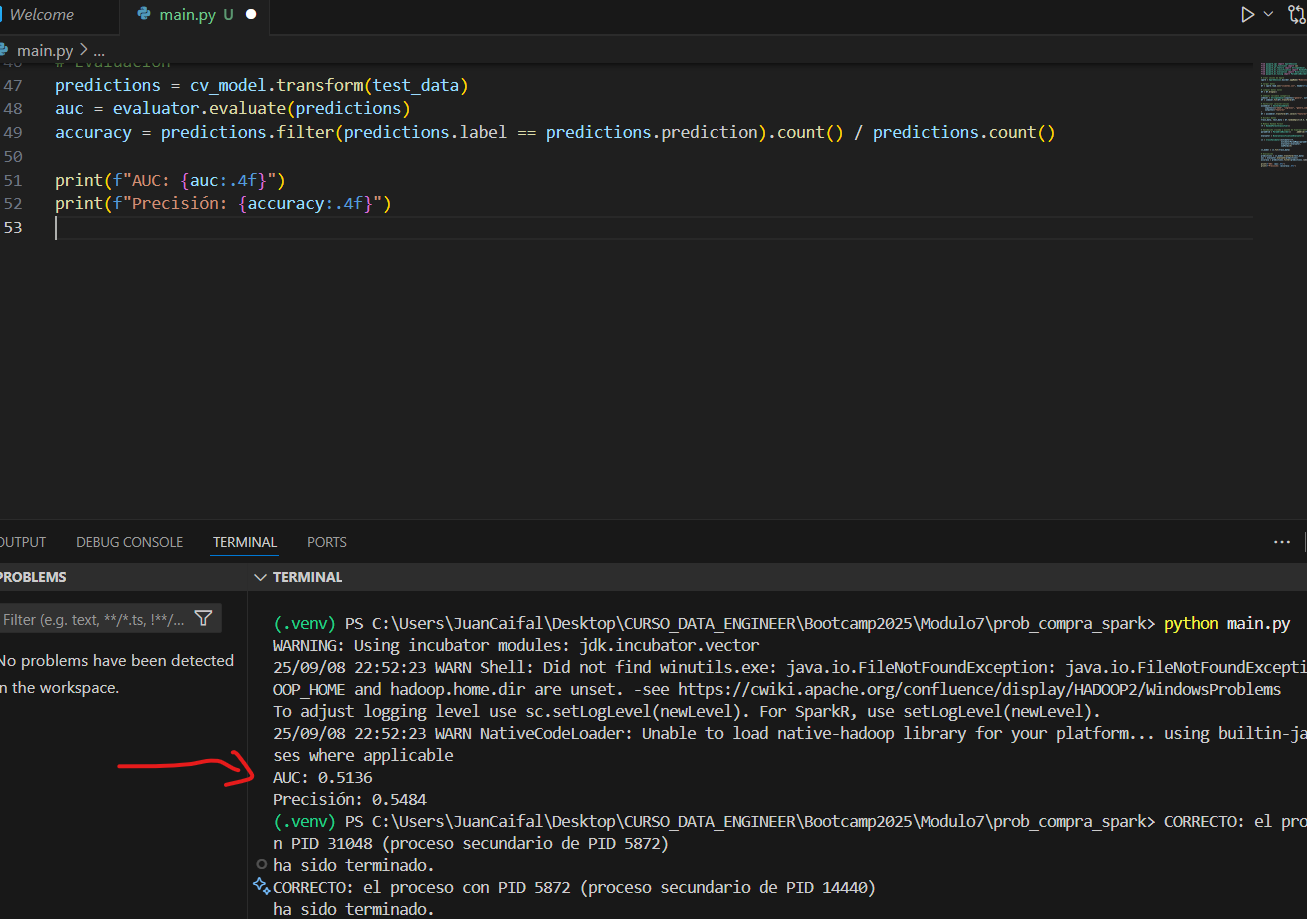 Welcome
main.py U
main.py > ...
46 # Evaluación
47 predictions = cv_model.transform(test_data)
48 auc = evaluator.evaluate(predictions)
49 accuracy = predictions.filter(predictions.label == predictions.prediction).count() / predictions.count()
50
51 print(f"AUC: {auc:.4f}")
52 print(f"Precisión: {accuracy:.4f}")
53
OUTPUT DEBUG CONSOLE TERMINAL PORTS
PROBLEMS
Filter (e.g. text, **/*.ts, !**/...
No problems have been detected
in the workspace.
TERMINAL
(.venv) PS C:\Users\JuanCaifal\Desktop\CURSO_DATA_ENGINEER\Bootcamp2025\Modulo7\prob_compra_spark> python main.py
WARNING: Using incubator modules: jdk.incubator.vector
25/09/08 22:52:23 WARN Shell: Did not find winutils.exe: java.io.FileNotFoundException: java.io.FileNotFoundExcepti
OOP_HOME and hadoop.home.dir are unset. -see https://cwiki.apache.org/confluence/display/HADOOP2/WindowsProblems
To adjust logging level use sc.setLogLevel(newLevel). For SparkR, use setLogLevel(newLevel).
25/09/08 22:52:23 WARN NativeCodeLoader: Unable to load native-hadoop library for your platform... using builtin-ja
ses where applicable
AUC: 0.5136
Precisión: 0.5484
(.venv) PS C:\Users\JuanCaifal\Desktop\CURSO_DATA_ENGINEER\Bootcamp2025\Modulo7\prob_compra_spark> CORRECTO: el pro
n PID 31048 (proceso secundario de PID 5872)
ha sido terminado.
CORRECTO: el proceso con PID 5872 (proceso secundario de PID 14440)
ha sido terminado.